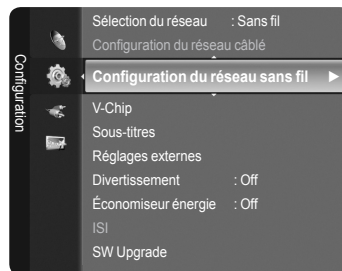 Configuration
Sélection du réseau : Sans fil
Configuration du réseau câblé
Configuration du réseau sans fil
V-Chip
Sous-titres
Réglages externes
Divertissement : Off
Économiseur énergie : Off
ISI
SW Upgrade